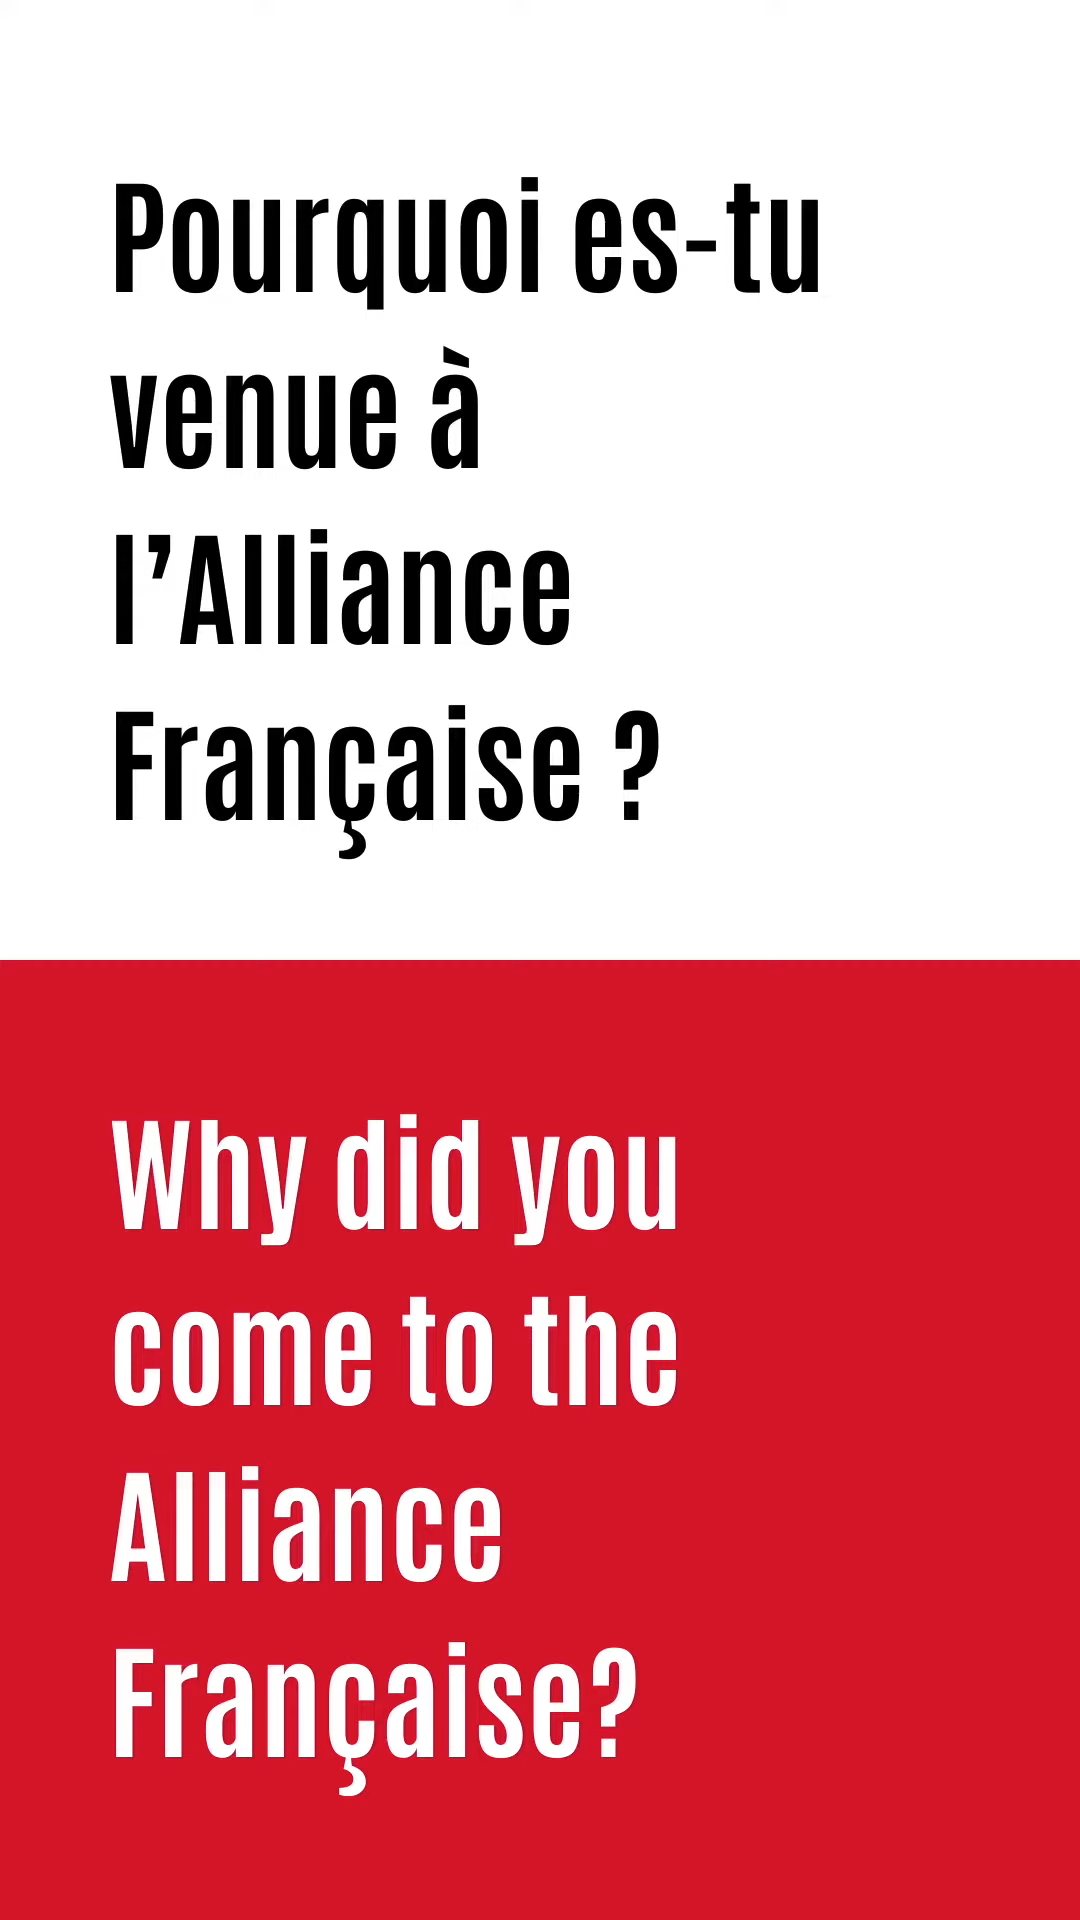 Pourquoi es-tu
venue à
l’Alliance
Française ?
Why did you
come to the
Alliance
Française?